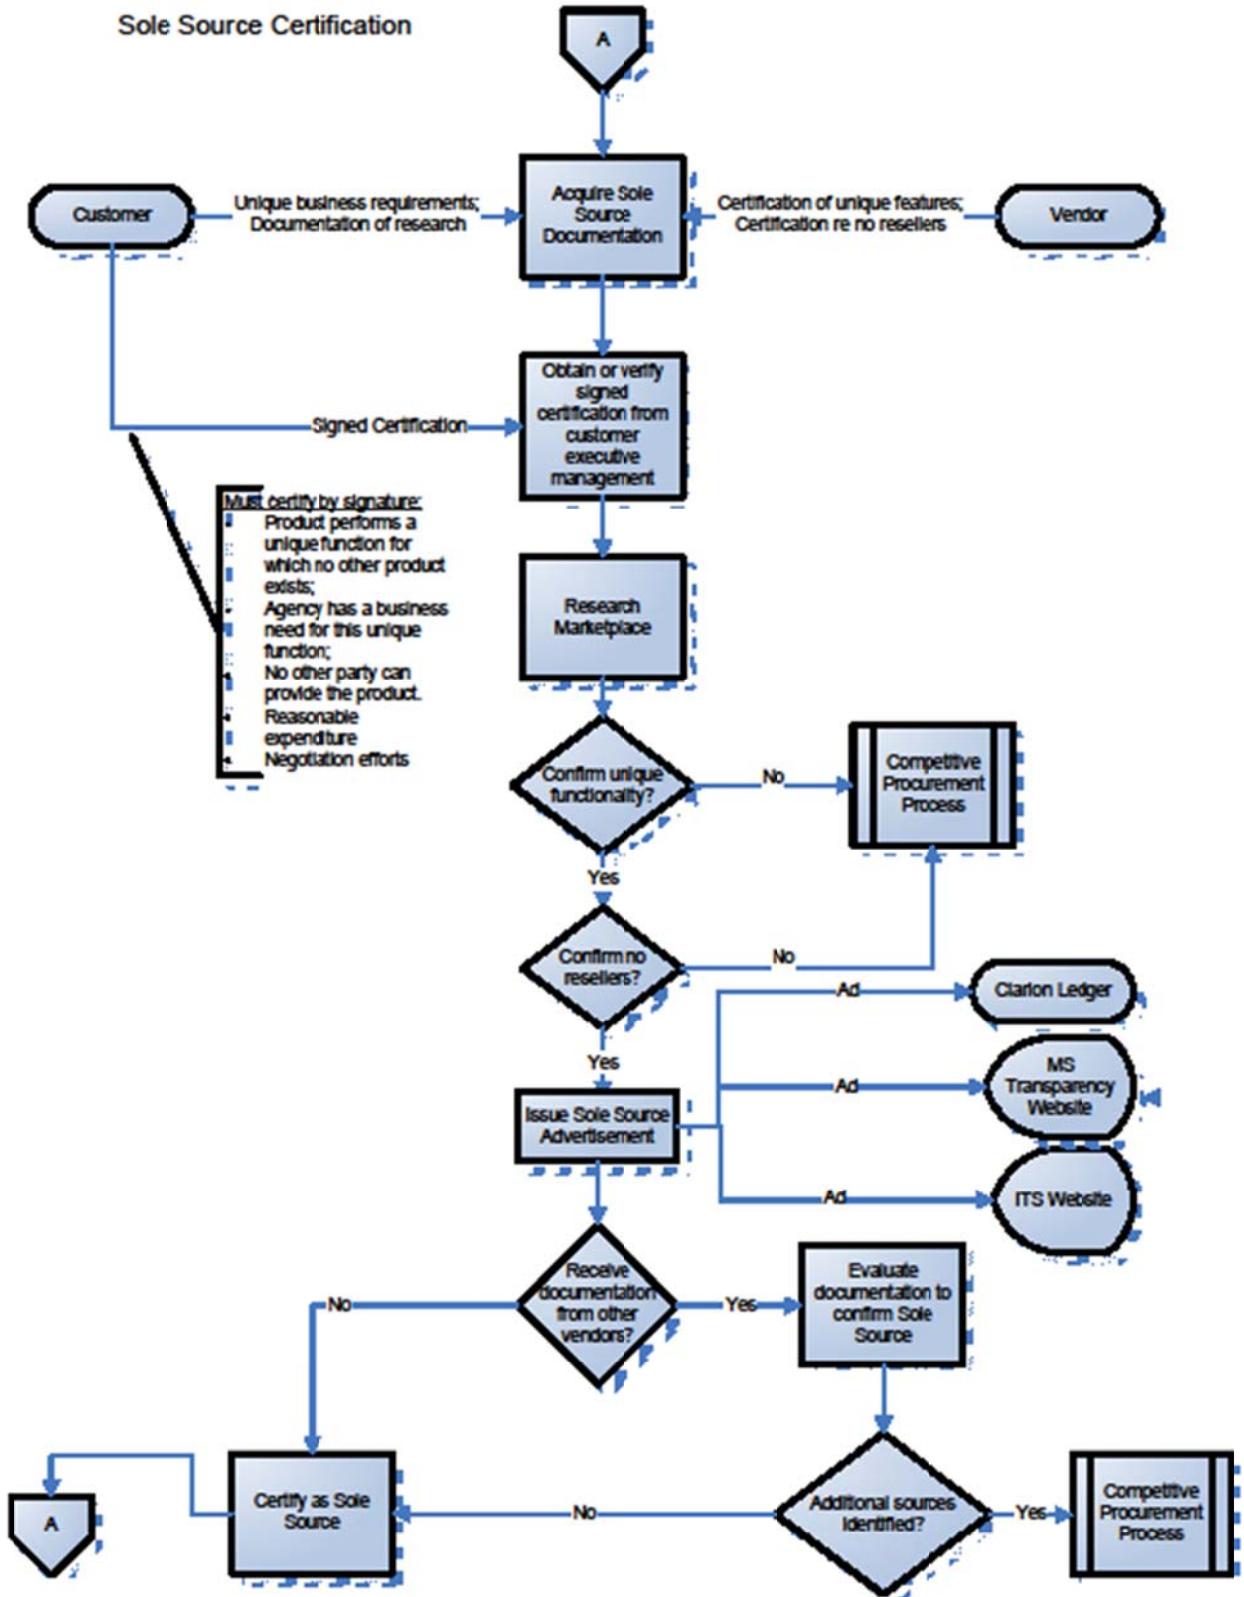 Sole Source Certification
A
Customer
Unique business requirements;
Documentation of research
Acquire Sole
Source
Documentation
Certification of unique features;
Certification re no resellers
Vendor
Obtain or verify
signed
certification from
customer
executive
management
Signed Certification
Must certify by signature:
Product performs a
unique function for
which no other product
exists;
Agency has a business
need for this unique
function;
No other party can
provide the product.
Reasonable
expenditure
Negotiation efforts
Research
Marketplace
Confirm unique
functionality?
No
Competitive
Procurement
Process
Yes
Confirm no
resellers?
No
Yes
Issue Sole Source
Advertisement
Ad
Clarion Ledger
Ad
MS
Transparency
Website
Ad
ITS Website
Receive
documentation
from other
vendors?
No
Yes
Evaluate
documentation to
confirm Sole
Source
Additional sources
Identified?
Yes
Competitive
Procurement
Process
No
Certify as Sole
Source
A